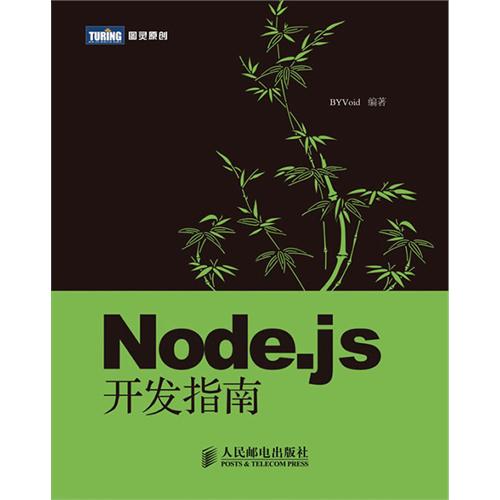 TURING 图灵原创
BYVoid 编著
Node.js
开发指南
人民邮电出版社
POSTS & TELECOM PRESS